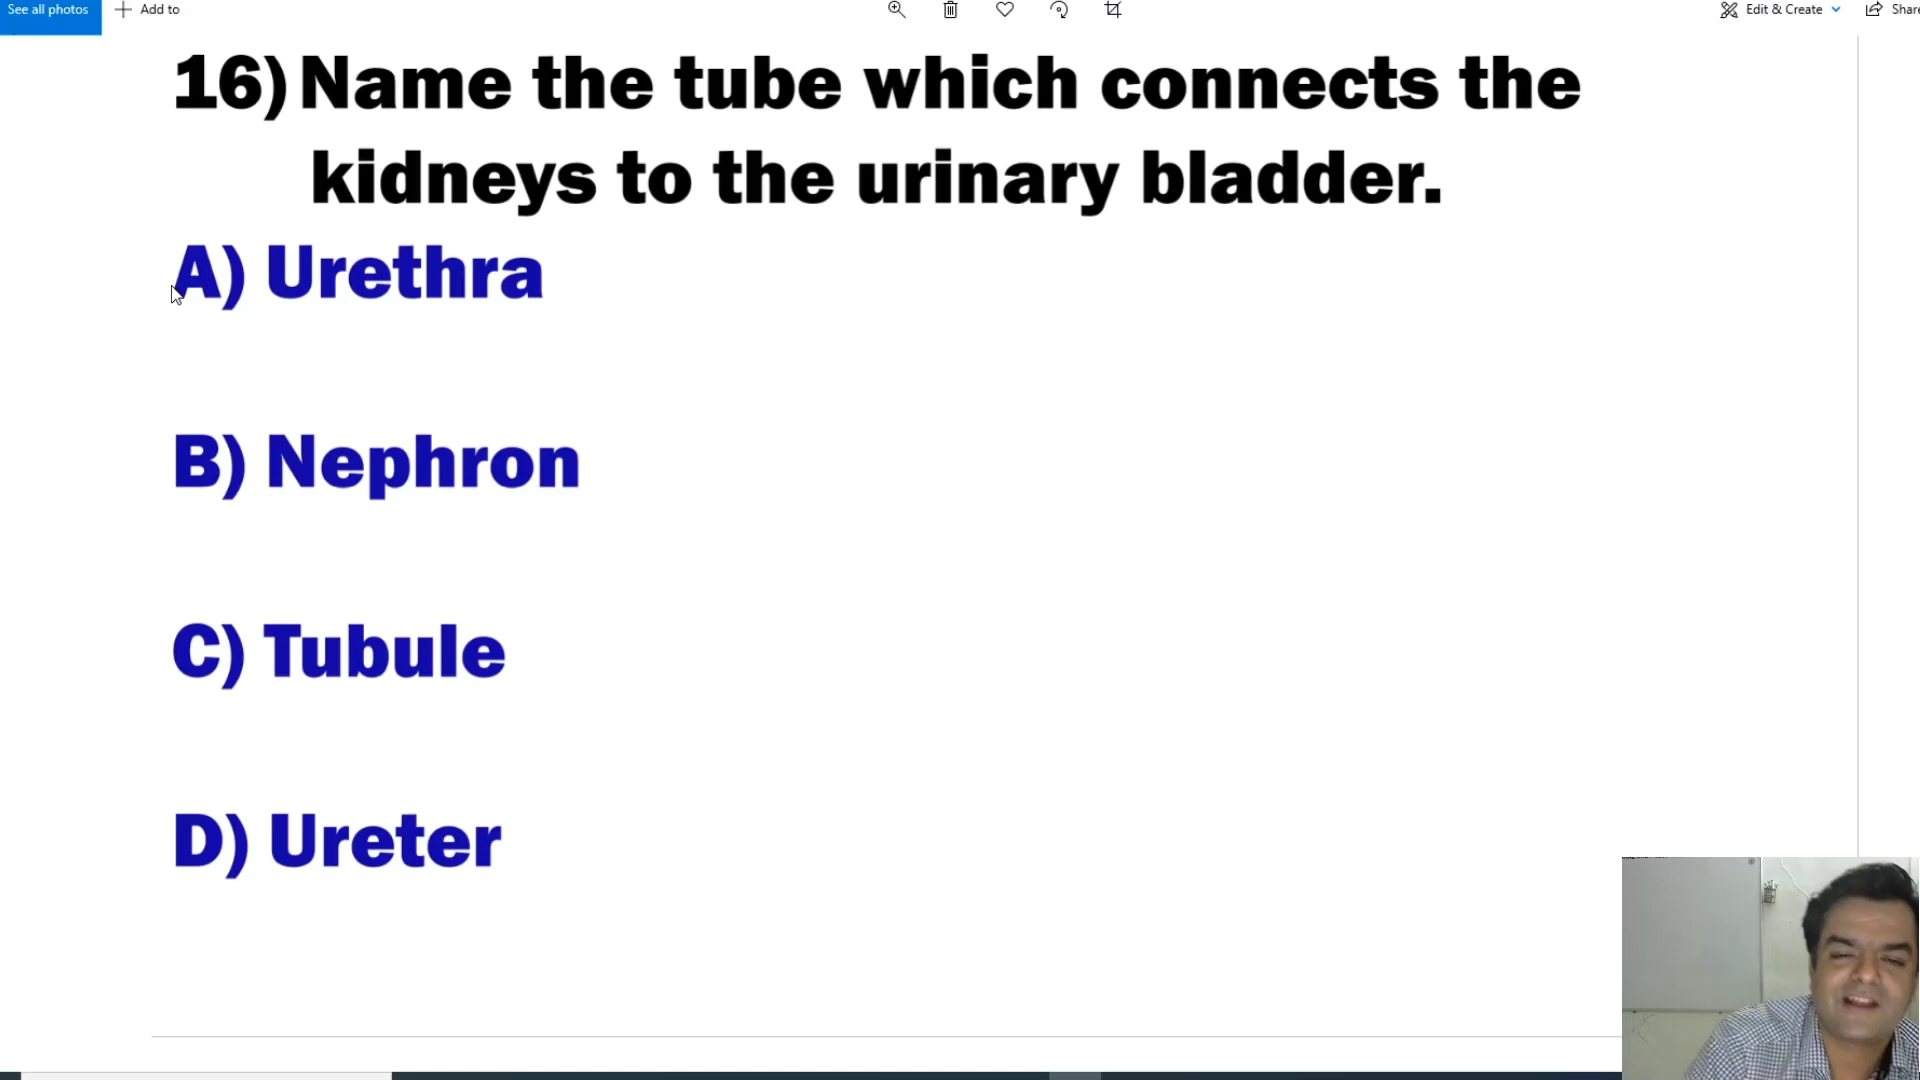 See all photos
Add to
Edit & Create
Share
16) Name the tube which connects the
kidneys to the urinary bladder.
A) Urethra
B) Nephron
C) Tubule
D) Ureter